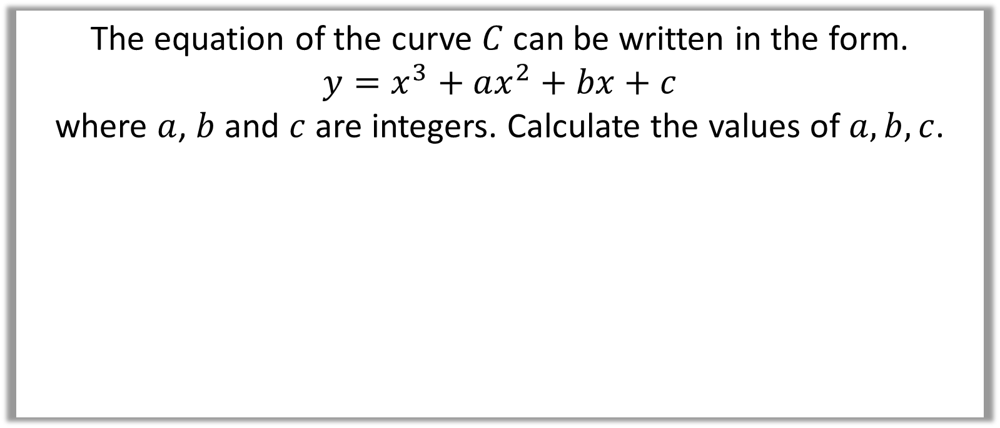 The equation of the curve C can be written in the form.
y = x³ + ax² + bx + c
where a, b and c are integers. Calculate the values of a, b, c.